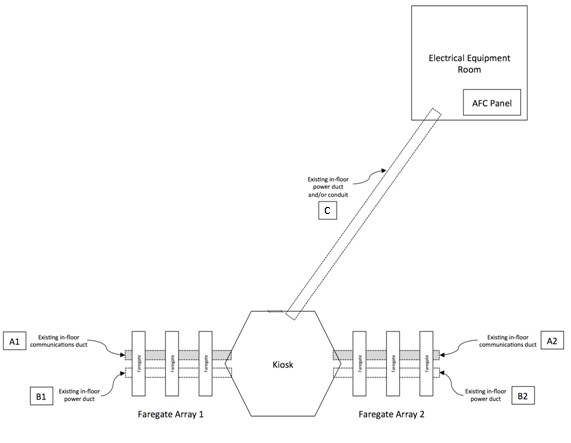 Electrical Equipment
Room
AFC Panel
Existing in-floor
power duct
and/or conduit
C
A1
Existing in-floor
communications duct
B1
Existing in-floor
power duct
Faregate
Faregate
Faregate
Kiosk
Faregate
Faregate
Faregate
Existing in-floor
communications duct
A2
Existing in-floor
power duct
B2
Faregate Array 1
Faregate Array 2